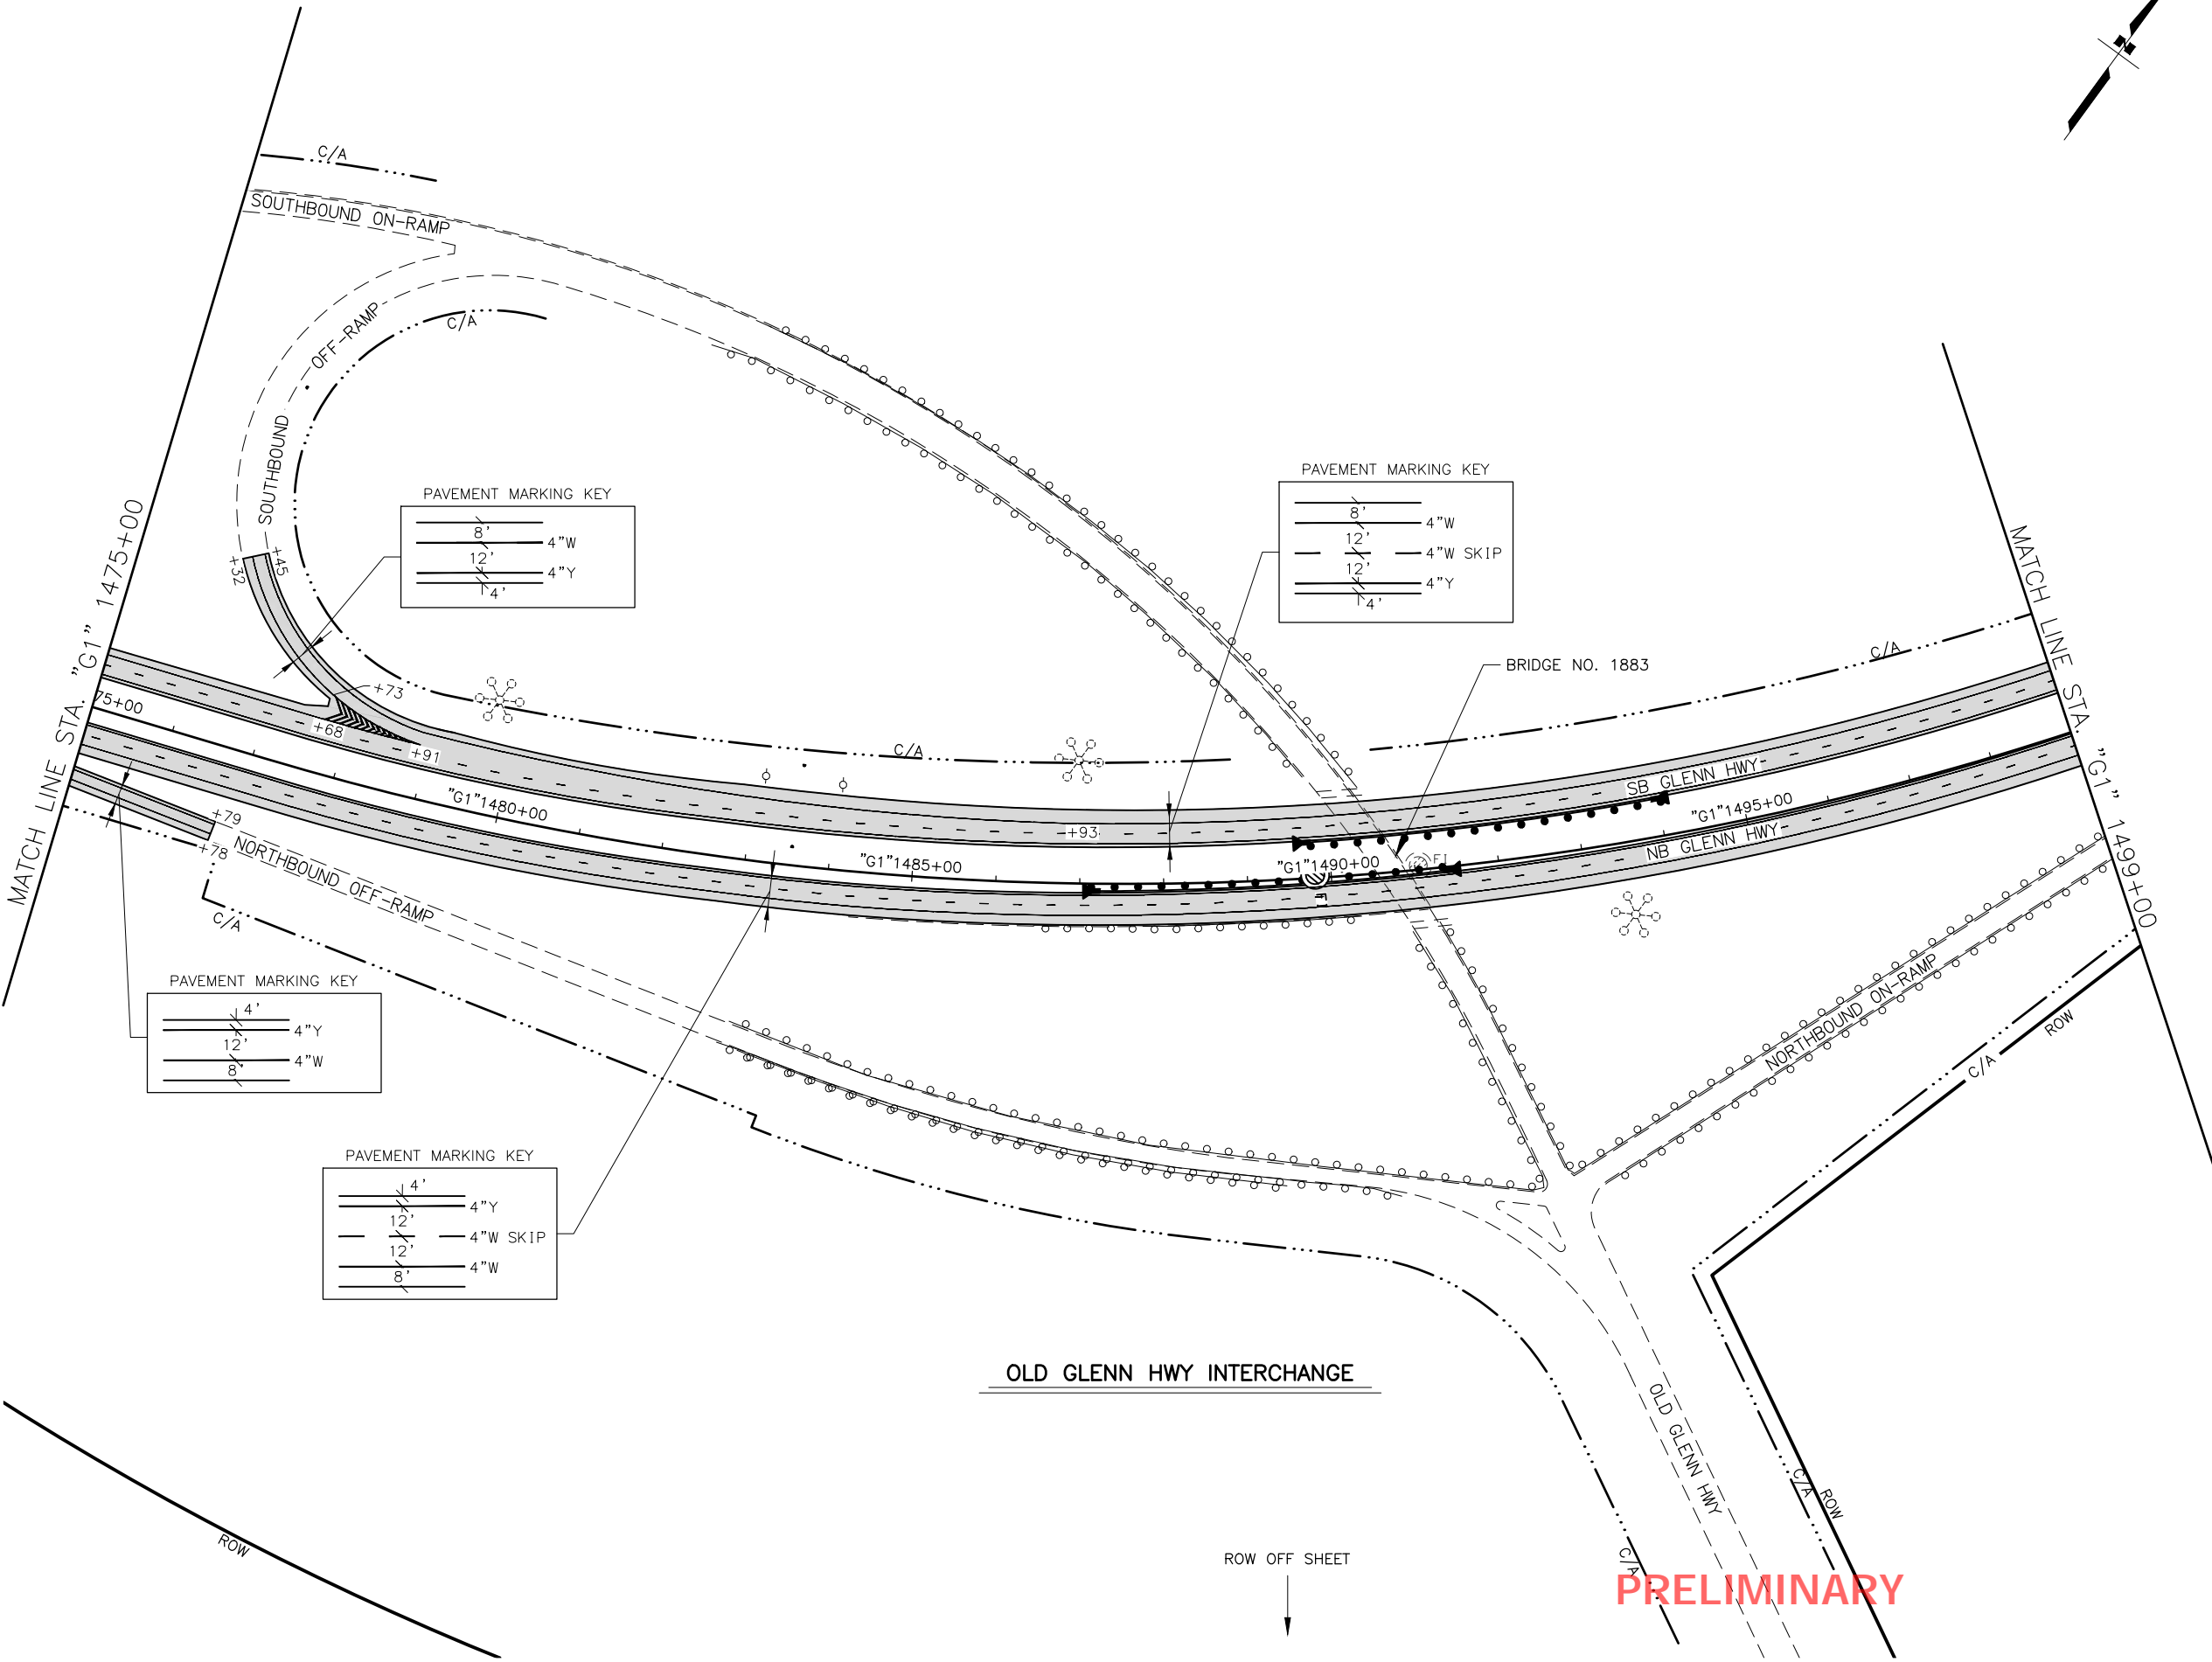 N
C/A
SOUTHBOUND ON-RAMP
C/A
SOUTHBOUND OFF-RAMP
MATCH LINE STA. "G1" 1475+00
+32
+45
PAVEMENT MARKING KEY
8'
4"W
12'
4"Y
4'
PAVEMENT MARKING KEY
8'
4"W
12'
4"W SKIP
12'
4"Y
4'
BRIDGE NO. 1883
C/A
MATCH LINE STA. "G1" 1499+00
+73
75+00
+68
+91
C/A
SB GLENN HWY
"G1"1480+00
+93
"G1"1485+00
"G1"1490+00
"G1"1495+00
NB GLENN HWY
+79
+78
NORTHBOUND OFF-RAMP
C/A
NORTHBOUND ON-RAMP
C/A
ROW
PAVEMENT MARKING KEY
4'
4"Y
12'
4"W
8'
PAVEMENT MARKING KEY
4'
4"Y
12'
4"W SKIP
12'
4"W
8'
OLD GLENN HWY INTERCHANGE
OLD GLENN HWY
C/A
ROW
C/A
ROW
ROW OFF SHEET
PRELIMINARY